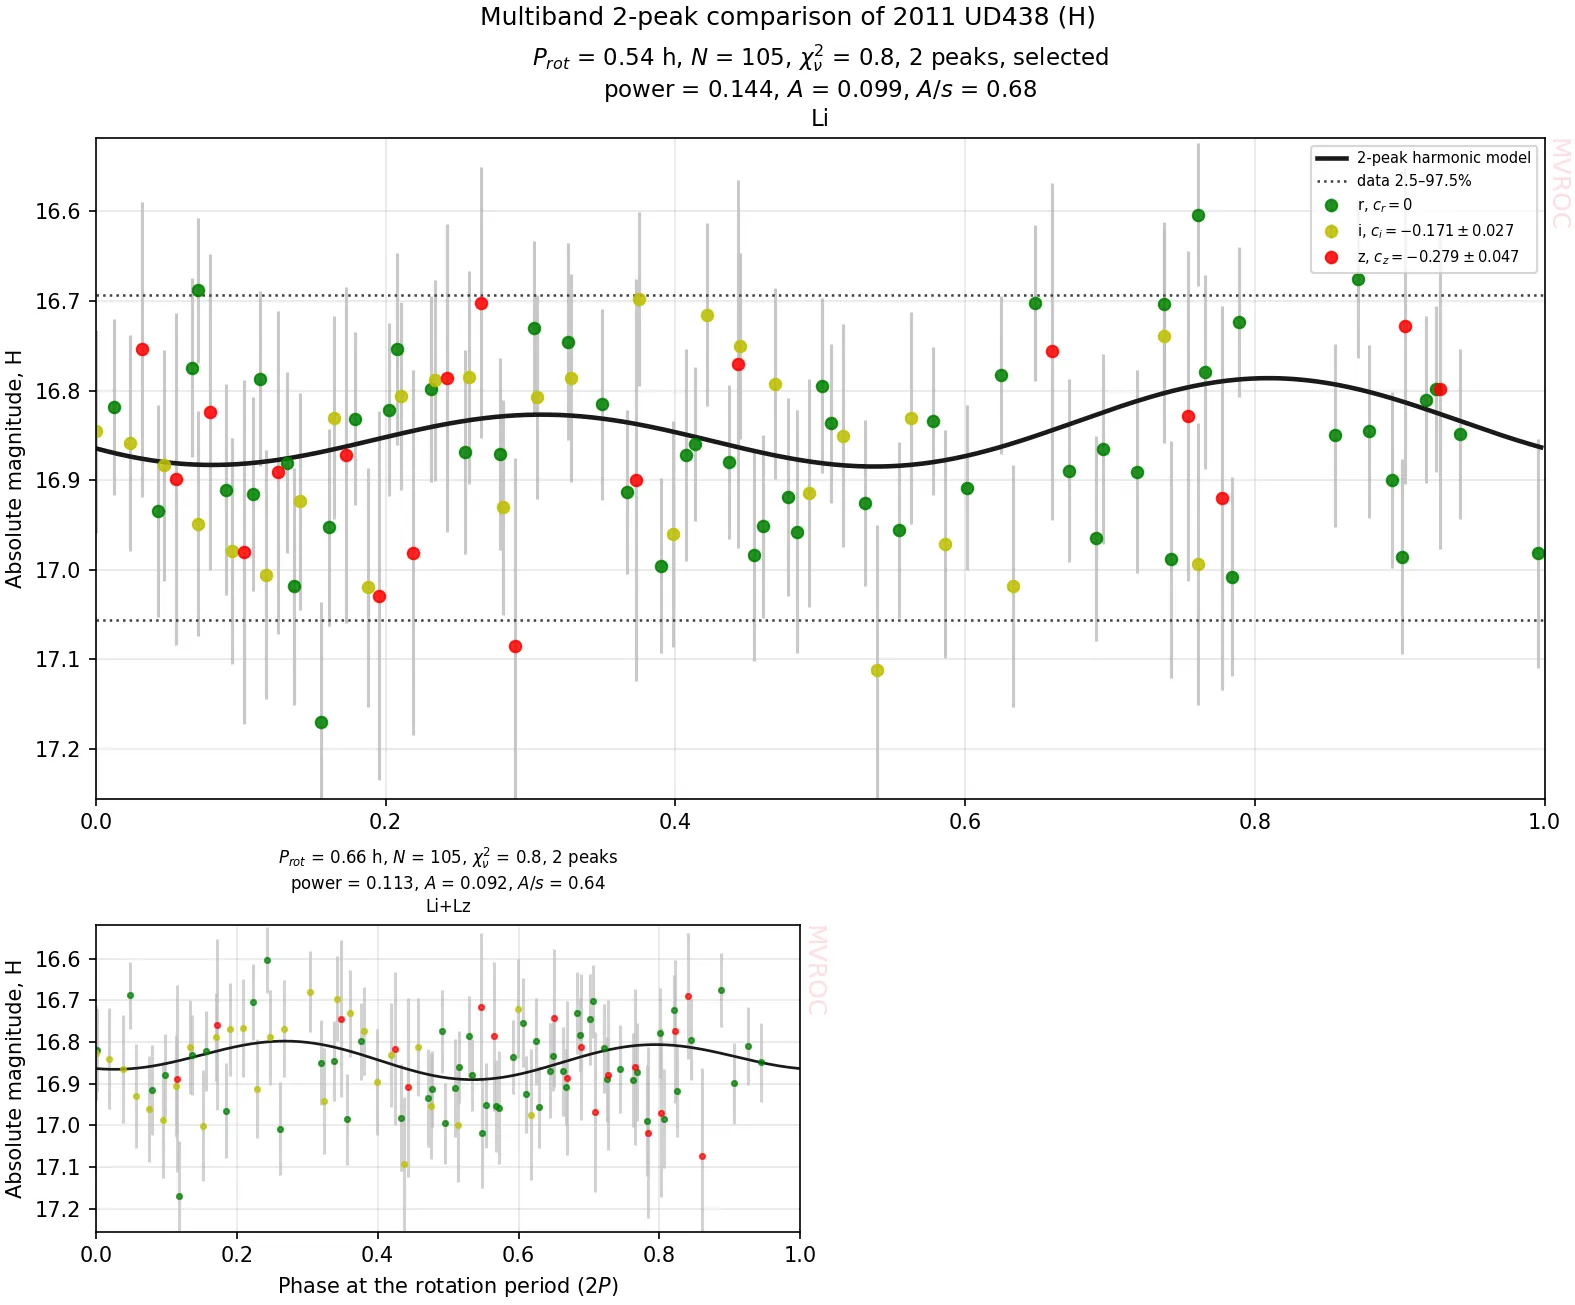 Multiband 2-peak comparison of 2011 UD438 (H)
P_rot = 0.54 h, N = 105, χ²_ν = 0.8, 2 peaks, selected
power = 0.144, A = 0.099, A/s = 0.68
Li
MVROC
2-peak harmonic model
data 2.5–97.5%
r, c_r = 0
i, c_i = −0.171 ± 0.027
z, c_z = −0.279 ± 0.047
Absolute magnitude, H
16.6
16.7
16.8
16.9
17.0
17.1
17.2
0.0 0.2 0.4 0.6 0.8 1.0
P_rot = 0.66 h, N = 105, χ²_ν = 0.8, 2 peaks
power = 0.113, A = 0.092, A/s = 0.64
Li+Lz
MVROC
Absolute magnitude, H
16.6
16.7
16.8
16.9
17.0
17.1
17.2
0.0 0.2 0.4 0.6 0.8 1.0
Phase at the rotation period (2P)